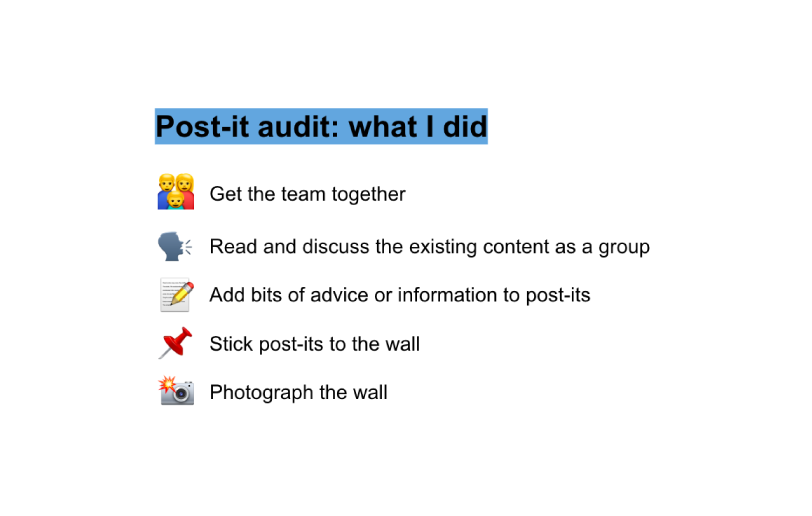 Post-it audit: what I did
Get the team together
Read and discuss the existing content as a group
Add bits of advice or information to post-its
Stick post-its to the wall
Photograph the wall